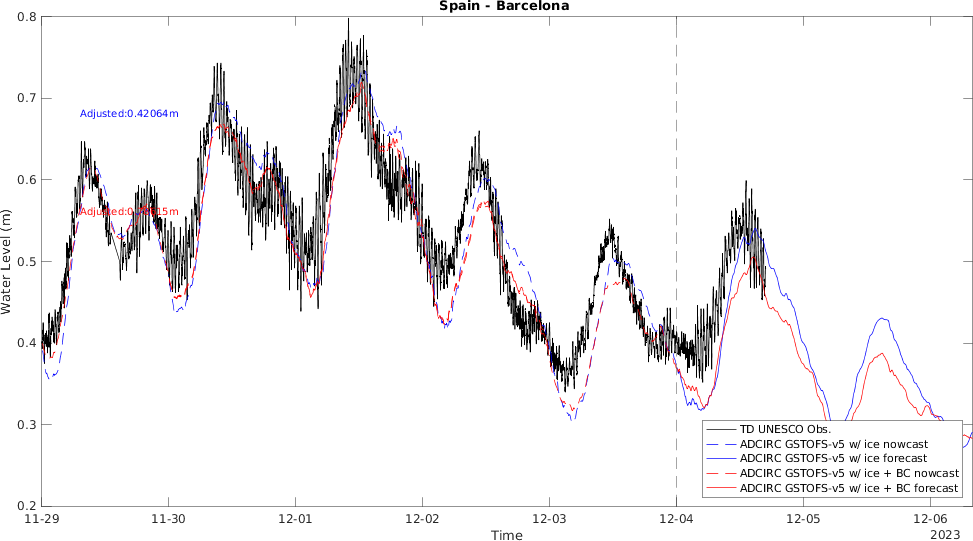 Spain - Barcelona
0.8
0.7
0.6
0.5
0.4
0.3
0.2
Water Level (m)
Adjusted:0.42064m
TD UNESCO Obs.
ADCIRC GSTOFS-v5 w/ ice nowcast
ADCIRC GSTOFS-v5 w/ ice forecast
ADCIRC GSTOFS-v5 w/ ice + BC nowcast
ADCIRC GSTOFS-v5 w/ ice + BC forecast
11-29 11-30 12-01 12-02 12-03 12-04 12-05 12-06
Time
2023